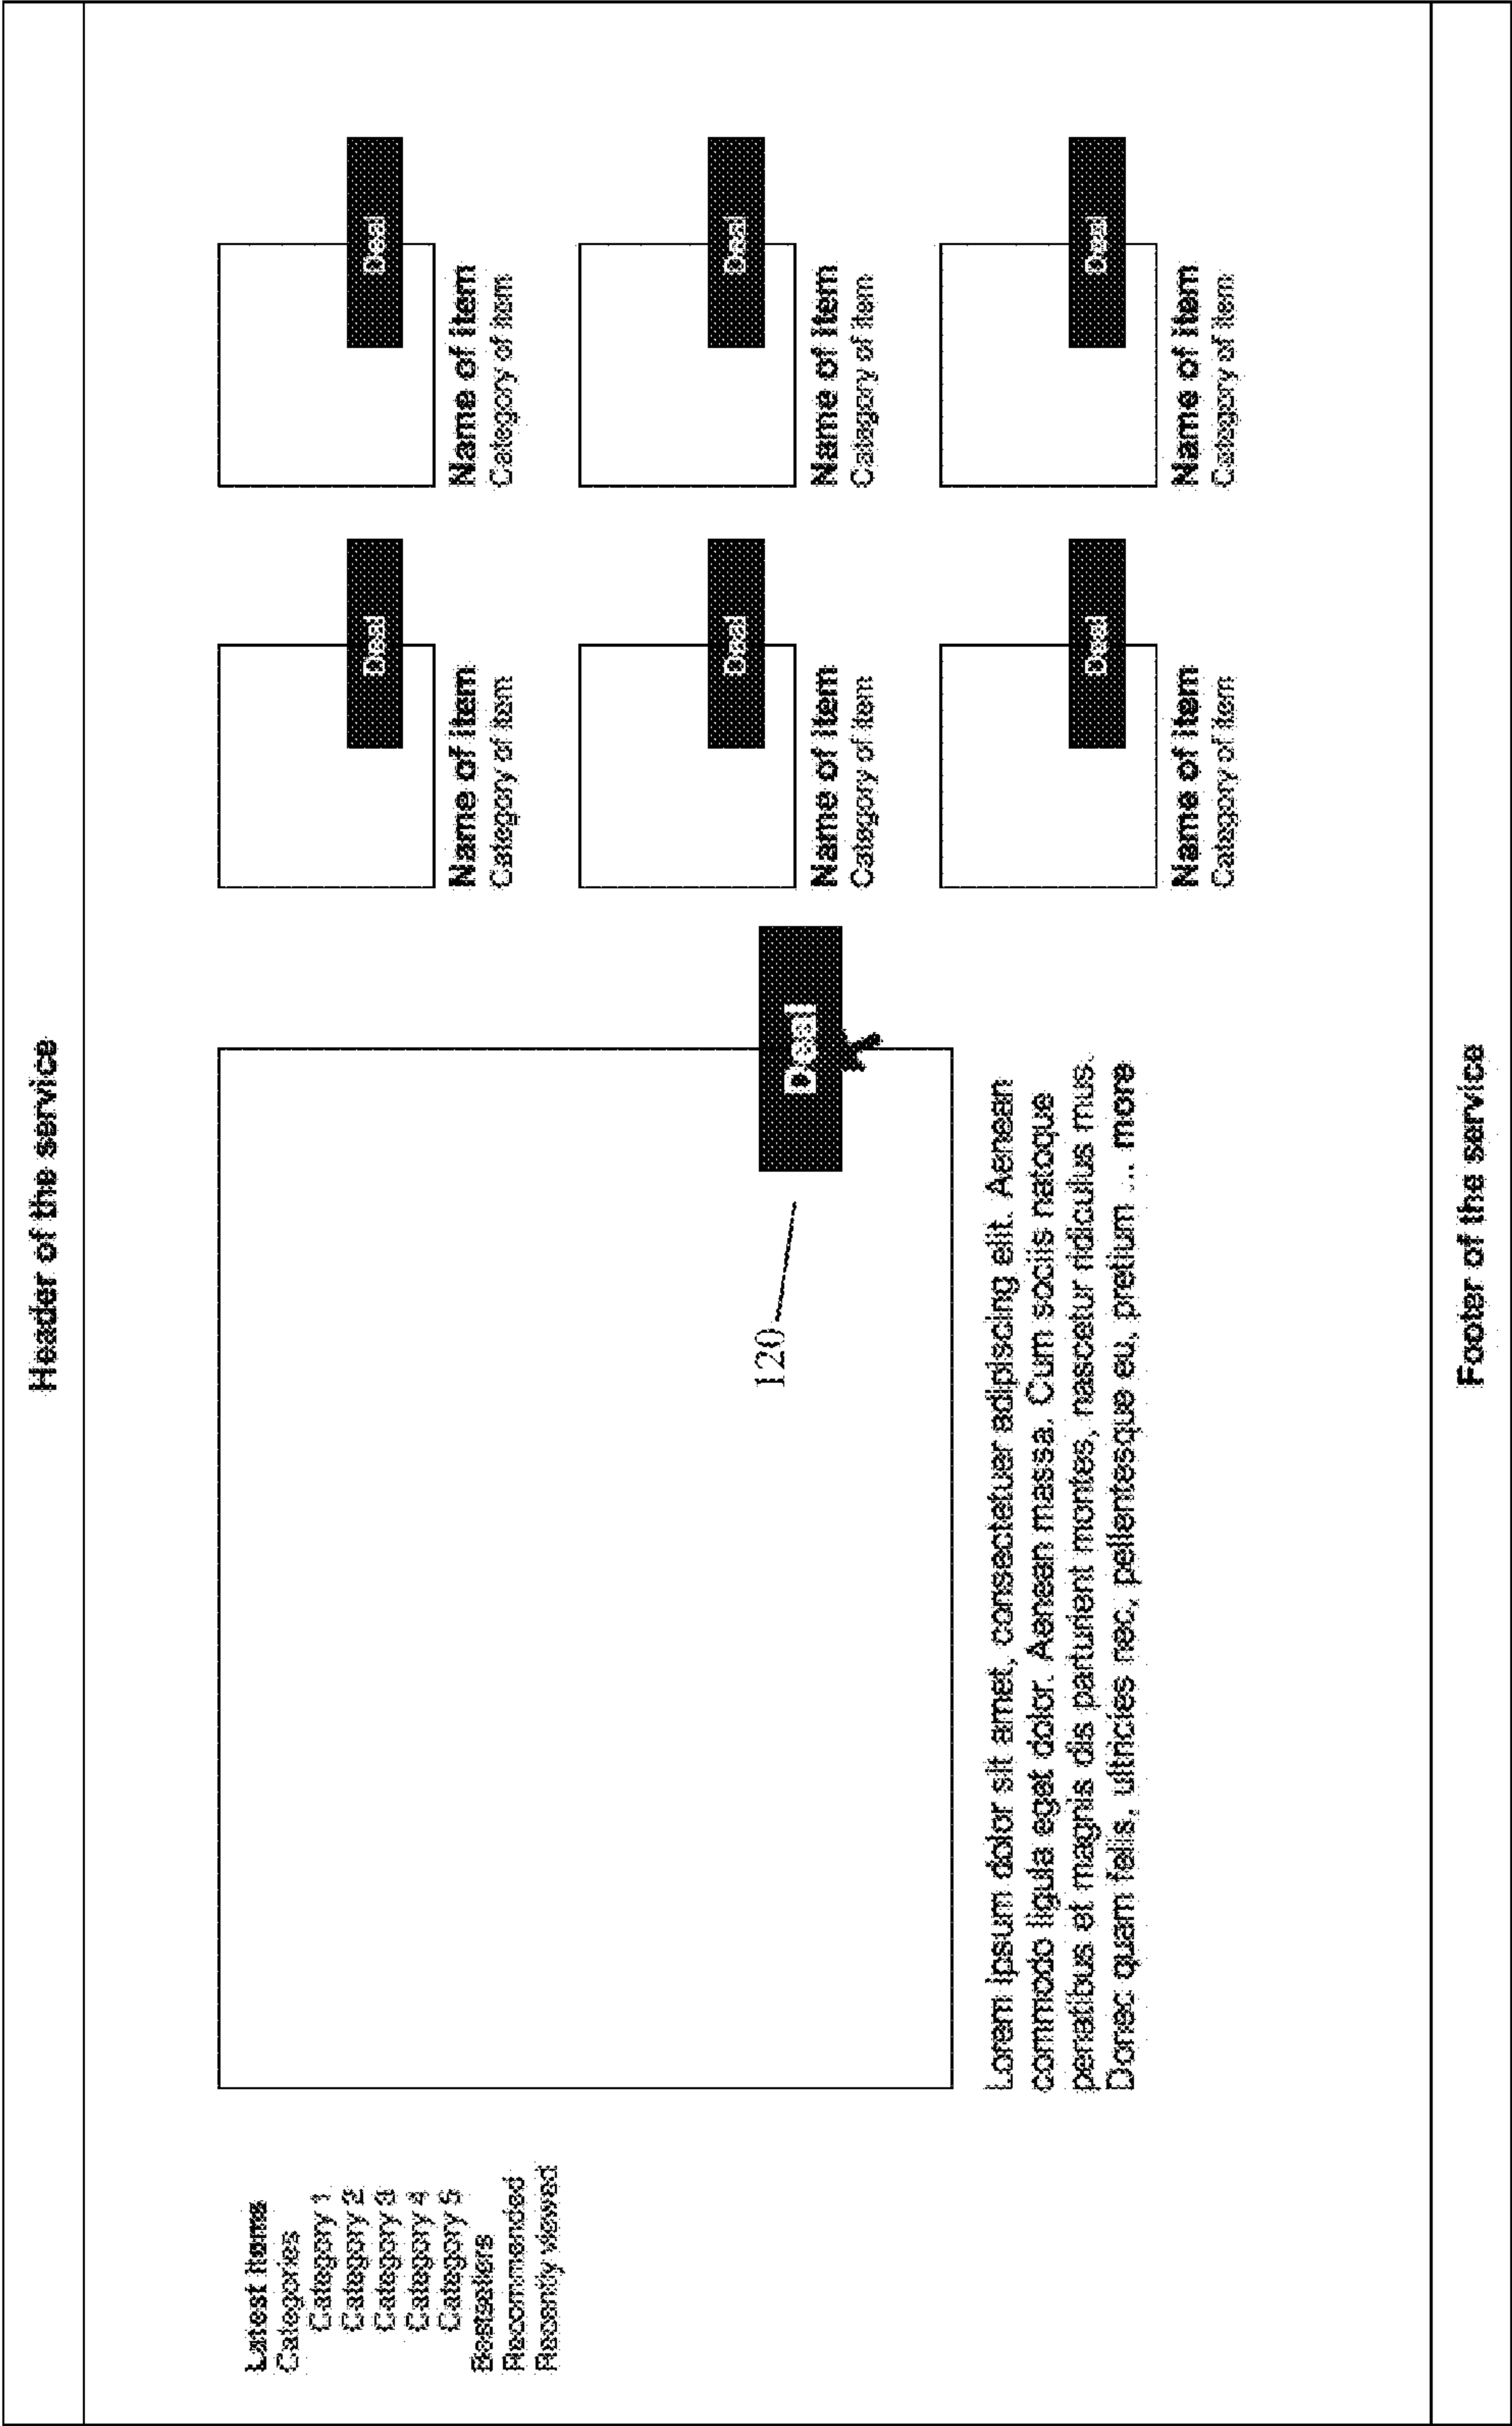 Header of the service
Latest items
Categories
Category 1
Category 2
Category 3
Category 4
Category 5
Bestsellers
Recommended
Recently viewed
Deal
120
Lorem ipsum dolor sit amet, consectetuer adipiscing elit. Aenean
commodo ligula eget dolor. Aenean massa. Cum sociis natoque
penatibus et magnis dis parturient montes, nascetur ridiculus mus.
Donec quam felis, ultricies nec, pellentesque eu, pretium ... more
Deal
Name of item
Category of item
Deal
Name of item
Category of item
Deal
Name of item
Category of item
Deal
Name of item
Category of item
Deal
Name of item
Category of item
Deal
Name of item
Category of item
Footer of the service